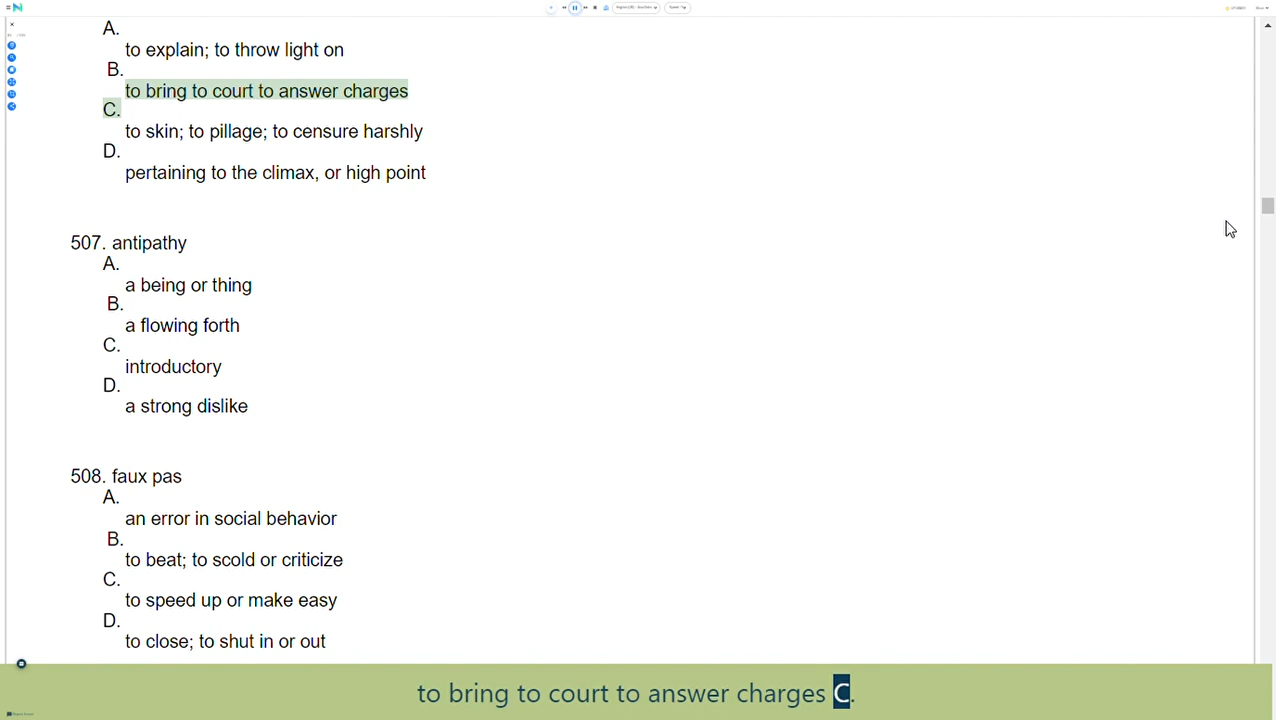 A.
to explain; to throw light on
B.
to bring to court to answer charges
C.
to skin; to pillage; to censure harshly
D.
pertaining to the climax, or high point
507. antipathy
A.
a being or thing
B.
a flowing forth
C.
introductory
D.
a strong dislike
508. faux pas
A.
an error in social behavior
B.
to beat; to scold or criticize
C.
to speed up or make easy
D.
to close; to shut in or out
to bring to court to answer charges C.